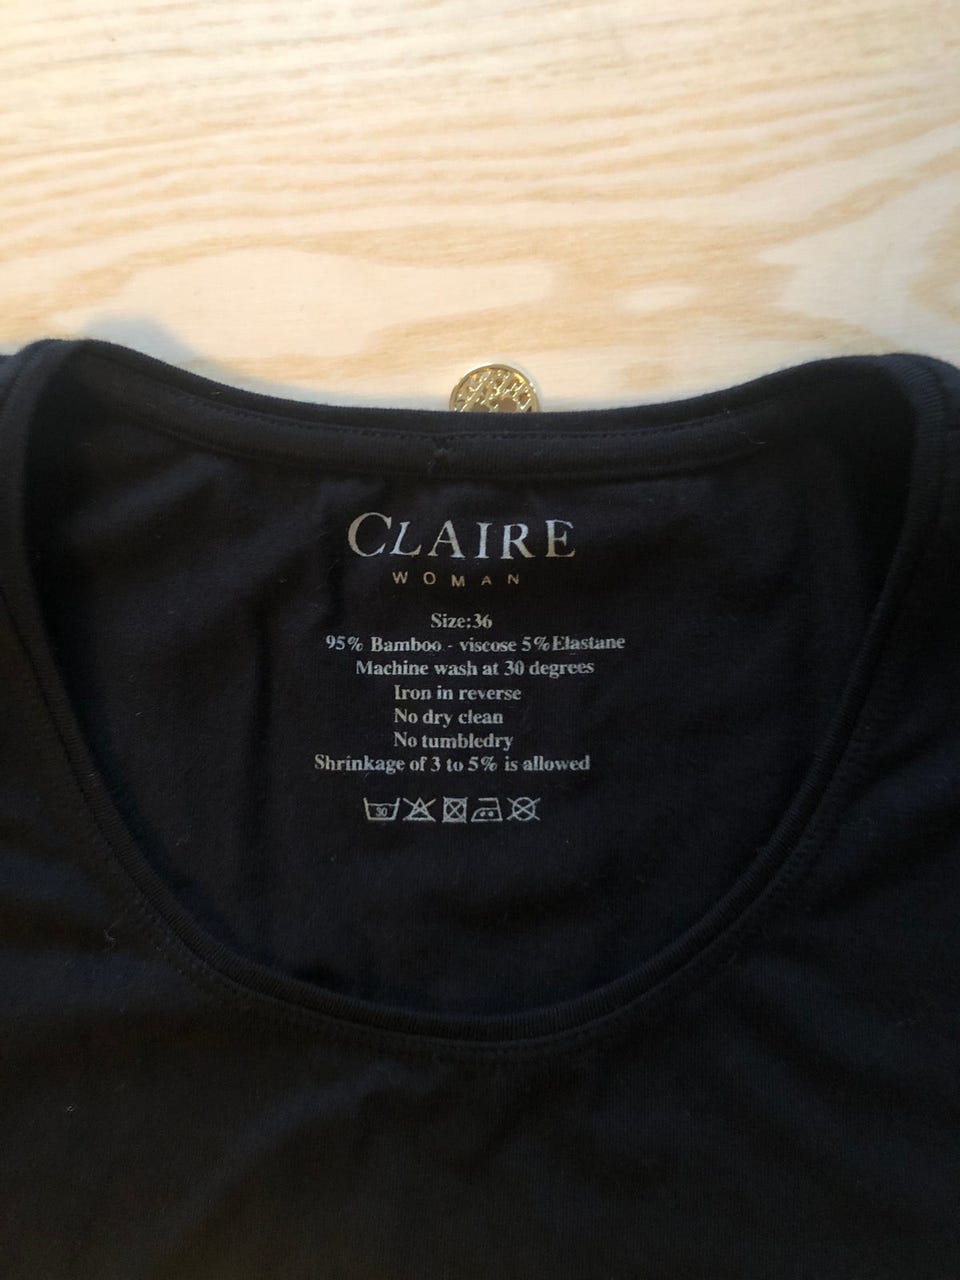 CLAIRE
WOMAN
Size:36
95% Bamboo - viscose 5% Elastane
Machine wash at 30 degrees
Iron in reverse
No dry clean
No tumbledry
Shrinkage of 3 to 5% is allowed
30